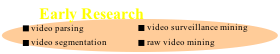 Early Research
■ video parsing
■ video segmentation
■ video surveillance mining
■ raw video mining